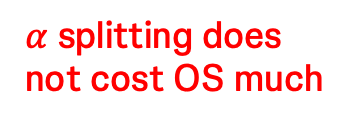 α splitting does
not cost OS much